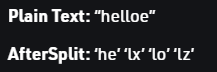 Plain Text: “helloe”
AfterSplit: ‘he’ ‘lx’ ‘lo’ ‘lz’